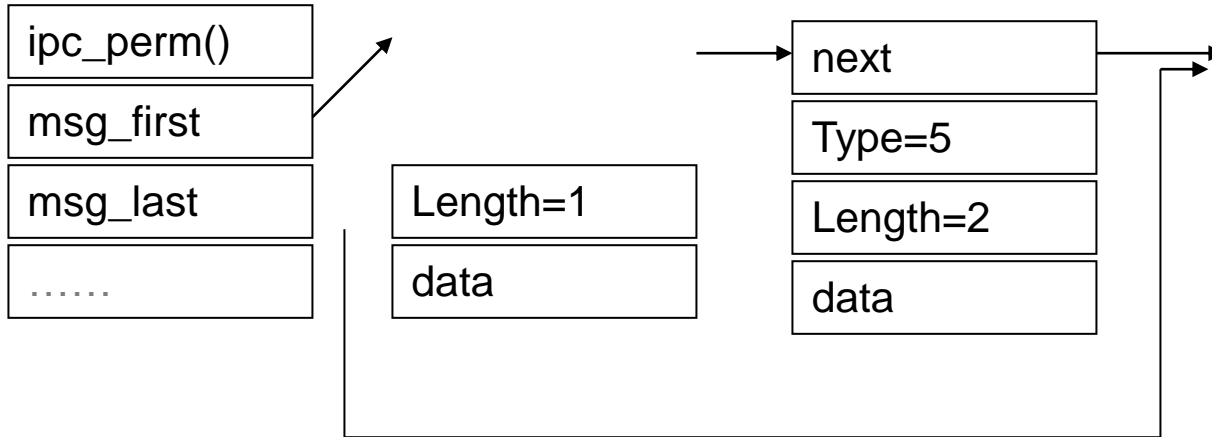 ipc_perm()
msg_first
msg_last
......
Length=1
data
next
Type=5
Length=2
data